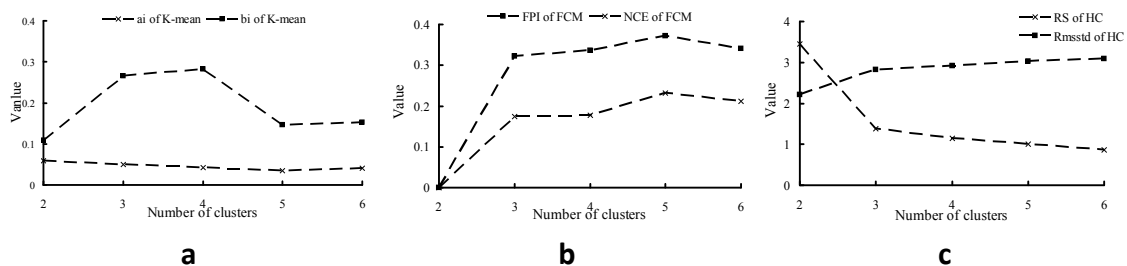 ai of K-mean
bi of K-mean
0.4
0.3
0.2
0.1
0
Vanlue
2 3 4 5 6
Number of clusters
a
FPI of FCM
NCE of FCM
0.4
0.3
0.2
0.1
0
Value
2 3 4 5 6
Number of clusters
b
RS of HC
Rmsstd of HC
4
3
2
1
0
Value
2 3 4 5 6
Number of clusters
c